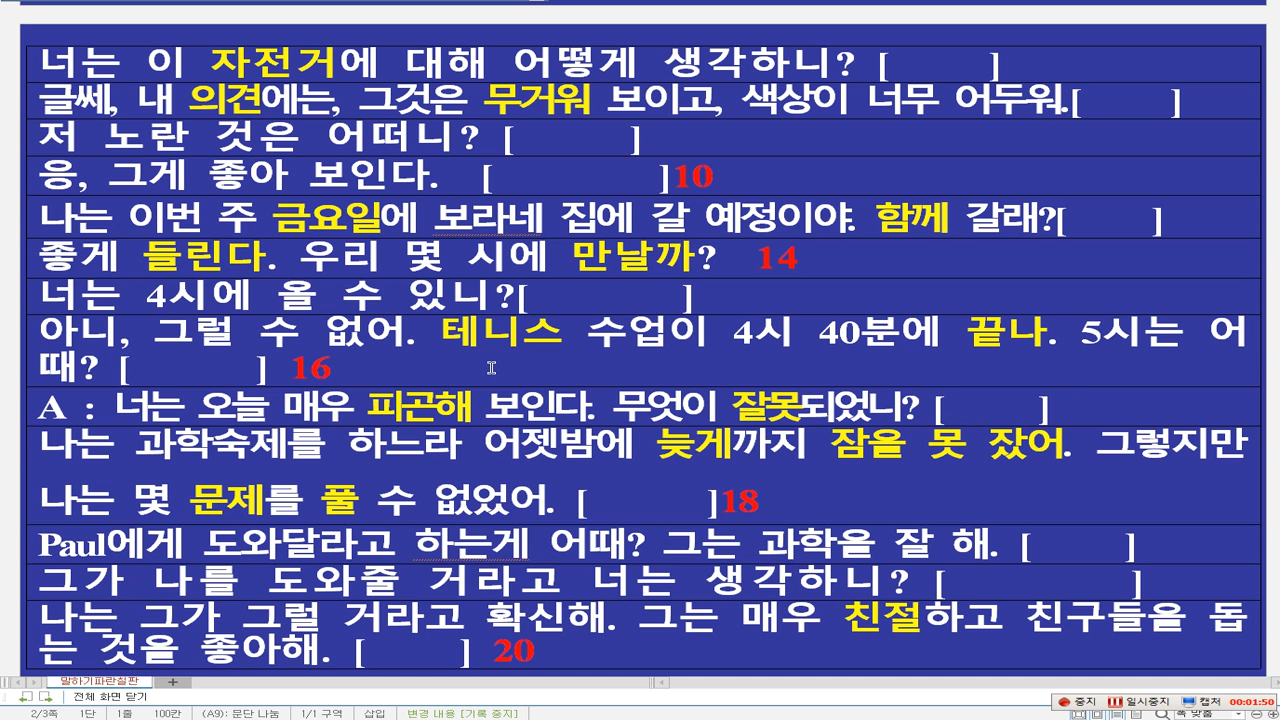 너는 이 자전거에 대해 어떻게 생각하니? [ ]
글쎄, 내 의견에는, 그것은 무거워 보이고, 색상이 너무 어두워.[ ]
저 노란 것은 어떠니? [ ]
응, 그게 좋아 보인다. [ ]10
나는 이번 주 금요일에 보라네 집에 갈 예정이야. 함께 갈래?[ ]
좋게 들린다. 우리 몇 시에 만날까? 14
너는 4시에 올 수 있니?[ ]
아니, 그럴 수 없어. 테니스 수업이 4시 40분에 끝나. 5시는 어
때? [ ] 16
A : 너는 오늘 매우 피곤해 보인다. 무엇이 잘못되었니? [ ]
나는 과학숙제를 하느라 어젯밤에 늦게까지 잠을 못 잤어. 그렇지만
나는 몇 문제를 풀 수 없었어. [ ]18
Paul에게 도와달라고 하는게 어때? 그는 과학을 잘 해. [ ]
그가 나를 도와줄 거라고 너는 생각하니? [ ]
나는 그가 그럴 거라고 확신해. 그는 매우 친절하고 친구들을 돕
는 것을 좋아해. [ ] 20
말하기파란칠판
전체 화면 닫기
중지 일시중지 캡처 00:01:50
2/3쪽 1단 1줄 100칸 (A9): 문단 나눔 1/1 구역 삽입 변경 내용 [기록 중지] 쪽 맞춤